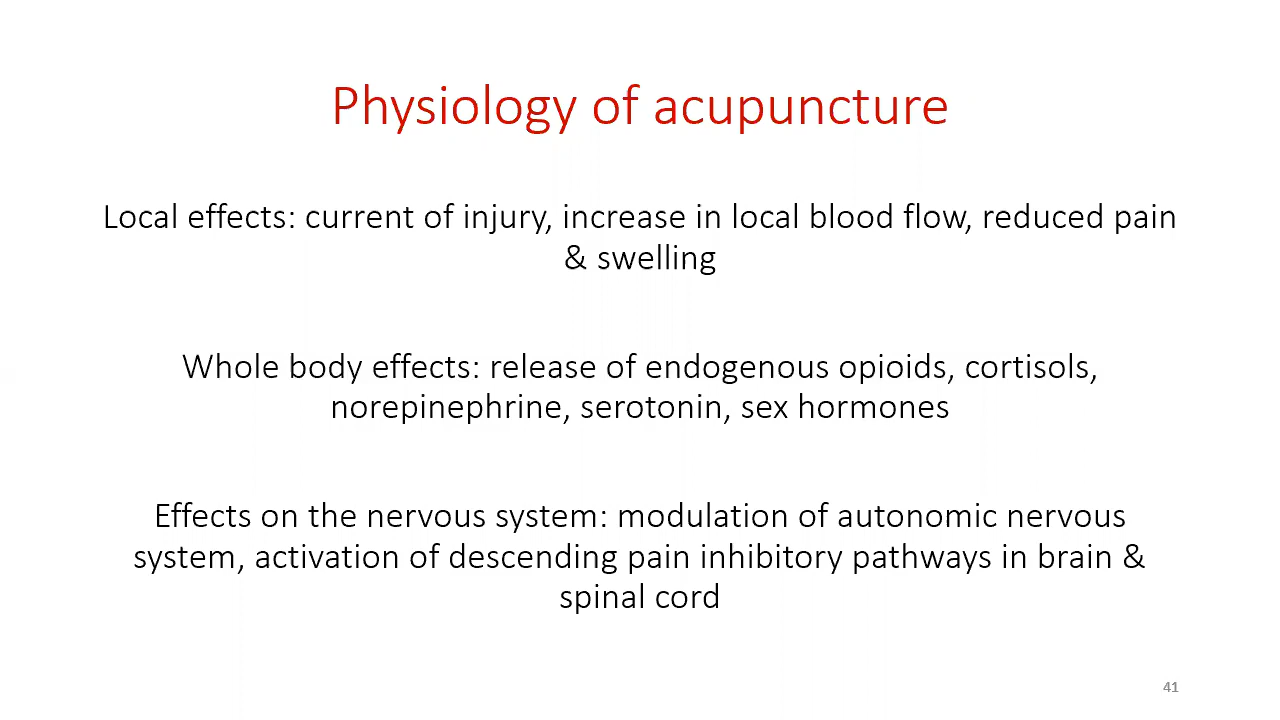 Physiology of acupuncture
Local effects: current of injury, increase in local blood flow, reduced pain
& swelling
Whole body effects: release of endogenous opioids, cortisols,
norepinephrine, serotonin, sex hormones
Effects on the nervous system: modulation of autonomic nervous
system, activation of descending pain inhibitory pathways in brain &
spinal cord
41